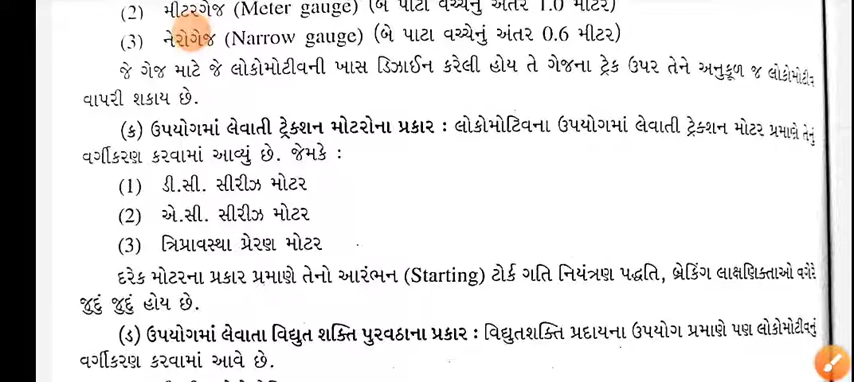 (2) મીટરગેજ (Meter gauge) (બે પાટા વચ્ચેનું અંતર 1.0 મીટર)
(3) નેરોગેજ (Narrow gauge) (બે પાટા વચ્ચેનું અંતર 0.6 મીટર)
જે ગેજ માટે જે લોકોમોટીવની ખાસ ડિઝાઈન કરેલી હોય તે ગેજના ટ્રેક ઉપર તેને અનુકૂળ જ લોકોમોટીવ
વાપરી શકાય છે.
(ક) ઉપયોગમાં લેવાતી ટ્રેક્શન મોટરોના પ્રકાર : લોકોમોટિવના ઉપયોગમાં લેવાતી ટ્રેક્શન મોટર પ્રમાણે તેનું
વર્ગીકરણ કરવામાં આવ્યું છે. જેમકે :
(1) ડી.સી. સીરીઝ મોટર
(2) એ.સી. સીરીઝ મોટર
(3) ત્રિપ્રાવસ્થા પ્રેરણ મોટર
દરેક મોટરના પ્રકાર પ્રમાણે તેનો આરંભન (Starting) ટોર્ક ગતિ નિયંત્રણ પદ્ધતિ, બ્રેકિંગ લાક્ષણિક્તાઓ વગેરે
જુદું જુદું હોય છે.
(ડ) ઉપયોગમાં લેવાતા વિદ્યુત શક્તિ પુરવઠાના પ્રકાર : વિદ્યુતશક્તિ પ્રદાયના ઉપયોગ પ્રમાણે પણ લોકોમોટીવનું
વર્ગીકરણ કરવામાં આવે છે.